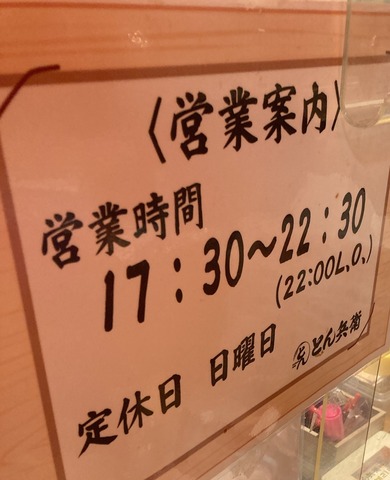 〈営業案内〉
営業時間
17：30〜22：30
(22:00L.O.)
定休日 日曜日
とん兵衛